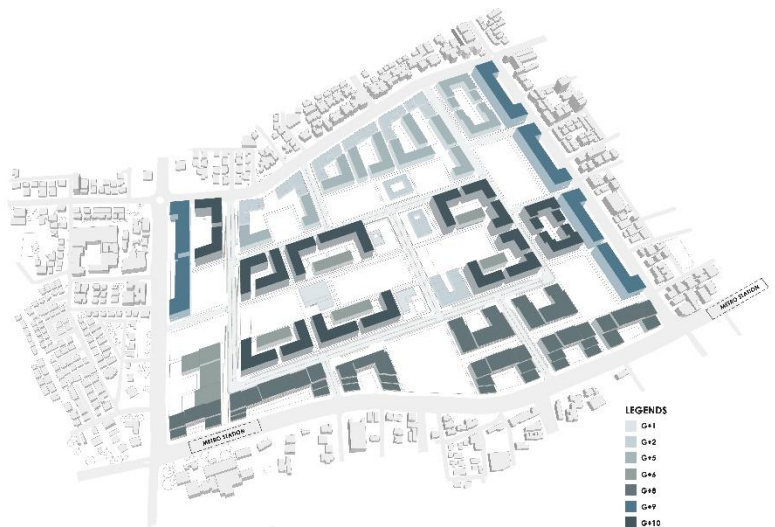 METRO STATION
METRO STATION
LEGENDS
G+1
G+2
G+5
G+6
G+8
G+9
G+10